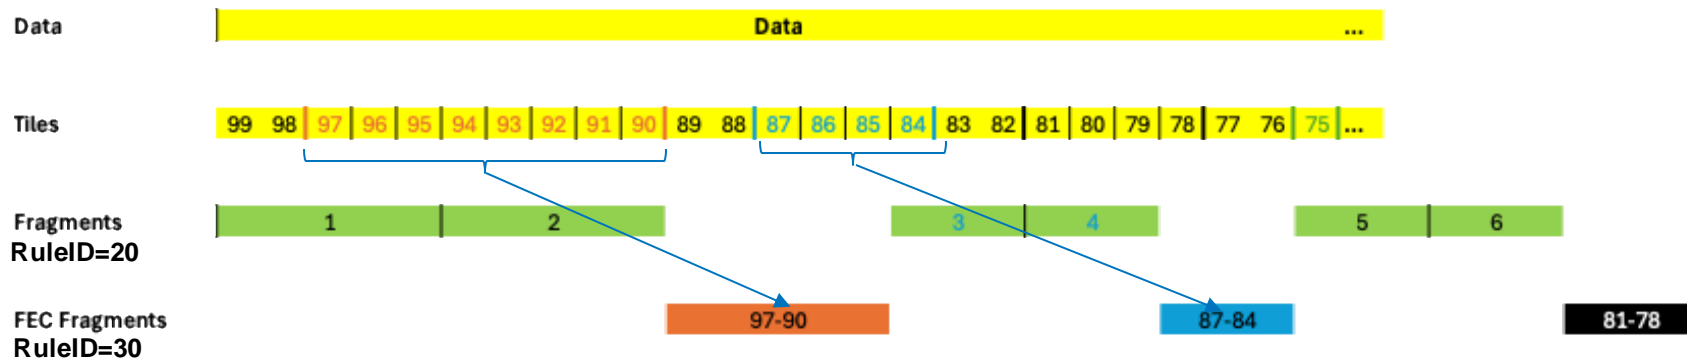 Data Data ...
Tiles 99 98 97 96 95 94 93 92 91 90 89 88 87 86 85 84 83 82 81 80 79 78 77 76 75 ...
Fragments 1 2 3 4 5 6
RuleID=20
FEC Fragments 97-90 87-84 81-78
RuleID=30